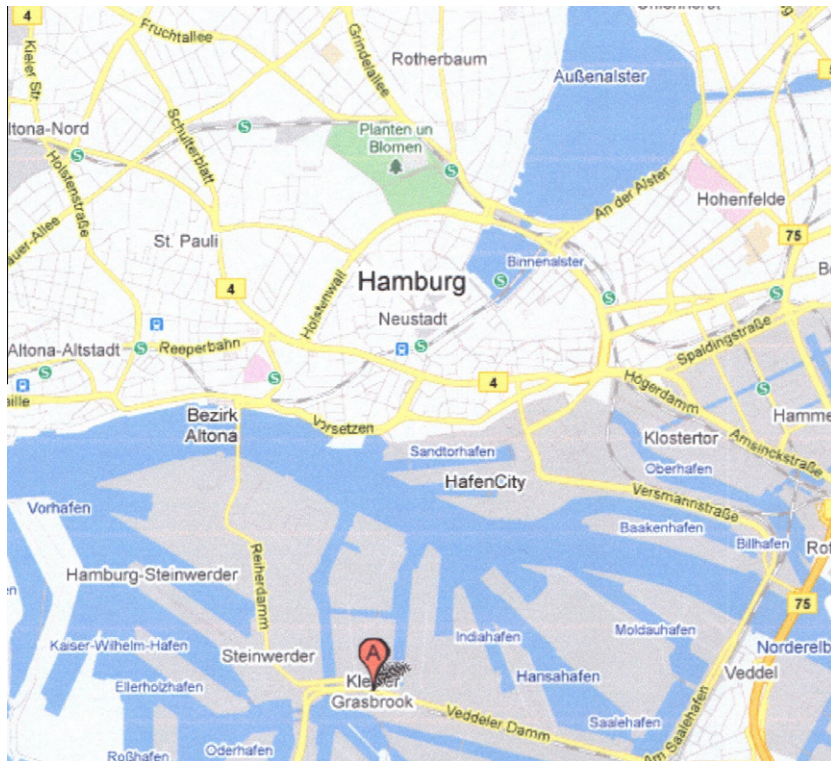 4
Fruchtallee
Kieler Str.
Grindelallee
Rotherbaum
Außenalster
Altona-Nord
S
Schulterblatt
Planten un
Blomen
S
S
S
Holstenstraße
An der Alster
Hohenfelde
St. Pauli
75
Binnenalster
Holstenwall
4
Hamburg
S
S
S
Neustadt
Altona-Altstadt
S
Reeperbahn
S
Spaldingstraße
S
S
4
Högerdamm
S
Bezirk
Altona
Vorsetzen
Klostertor
Amsinckstraße
Sandtorhafen
HafenCity
Oberhafen
Versmannstraße
Vorhafen
Baakenhafen
Billhafen
Reiherdamm
Hamburg-Steinwerder
75
Kaiser-Wilhelm-Hafen
Steinwerder
A
Indiahafen
Moldauhafen
Ellerholzhafen
Hansahafen
Veddel
Grasbrook
Veddeler Damm
Saalehafen
Am Saalehafen
Roßhafen
Oderhafen